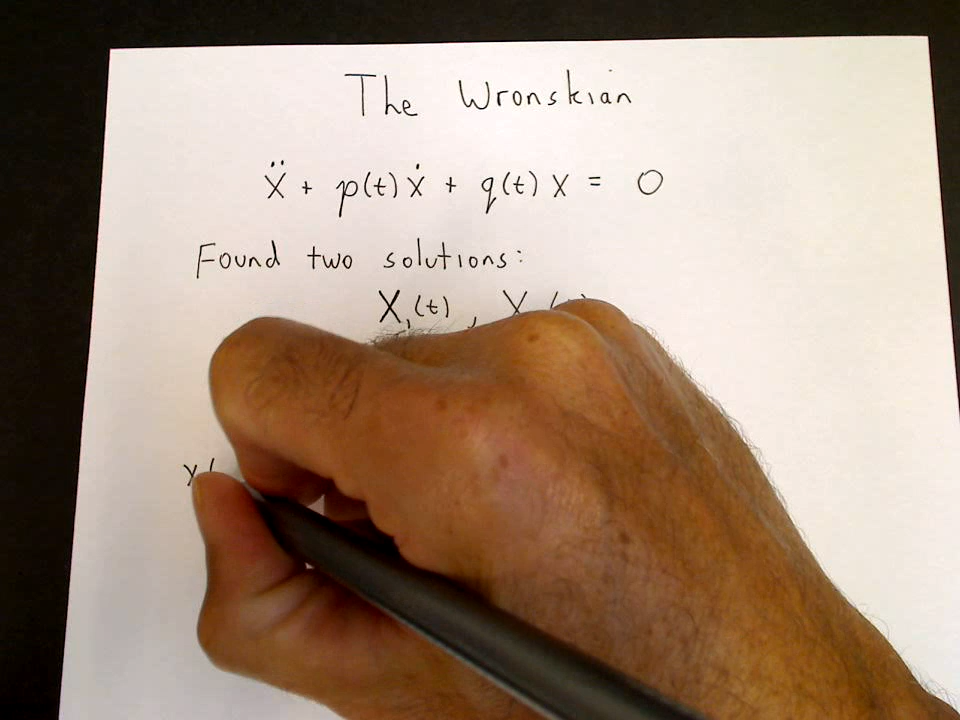 The Wronskian
ẍ + p(t) ẋ + q(t) x = 0
Found two solutions:
X₁(t) , X
x(